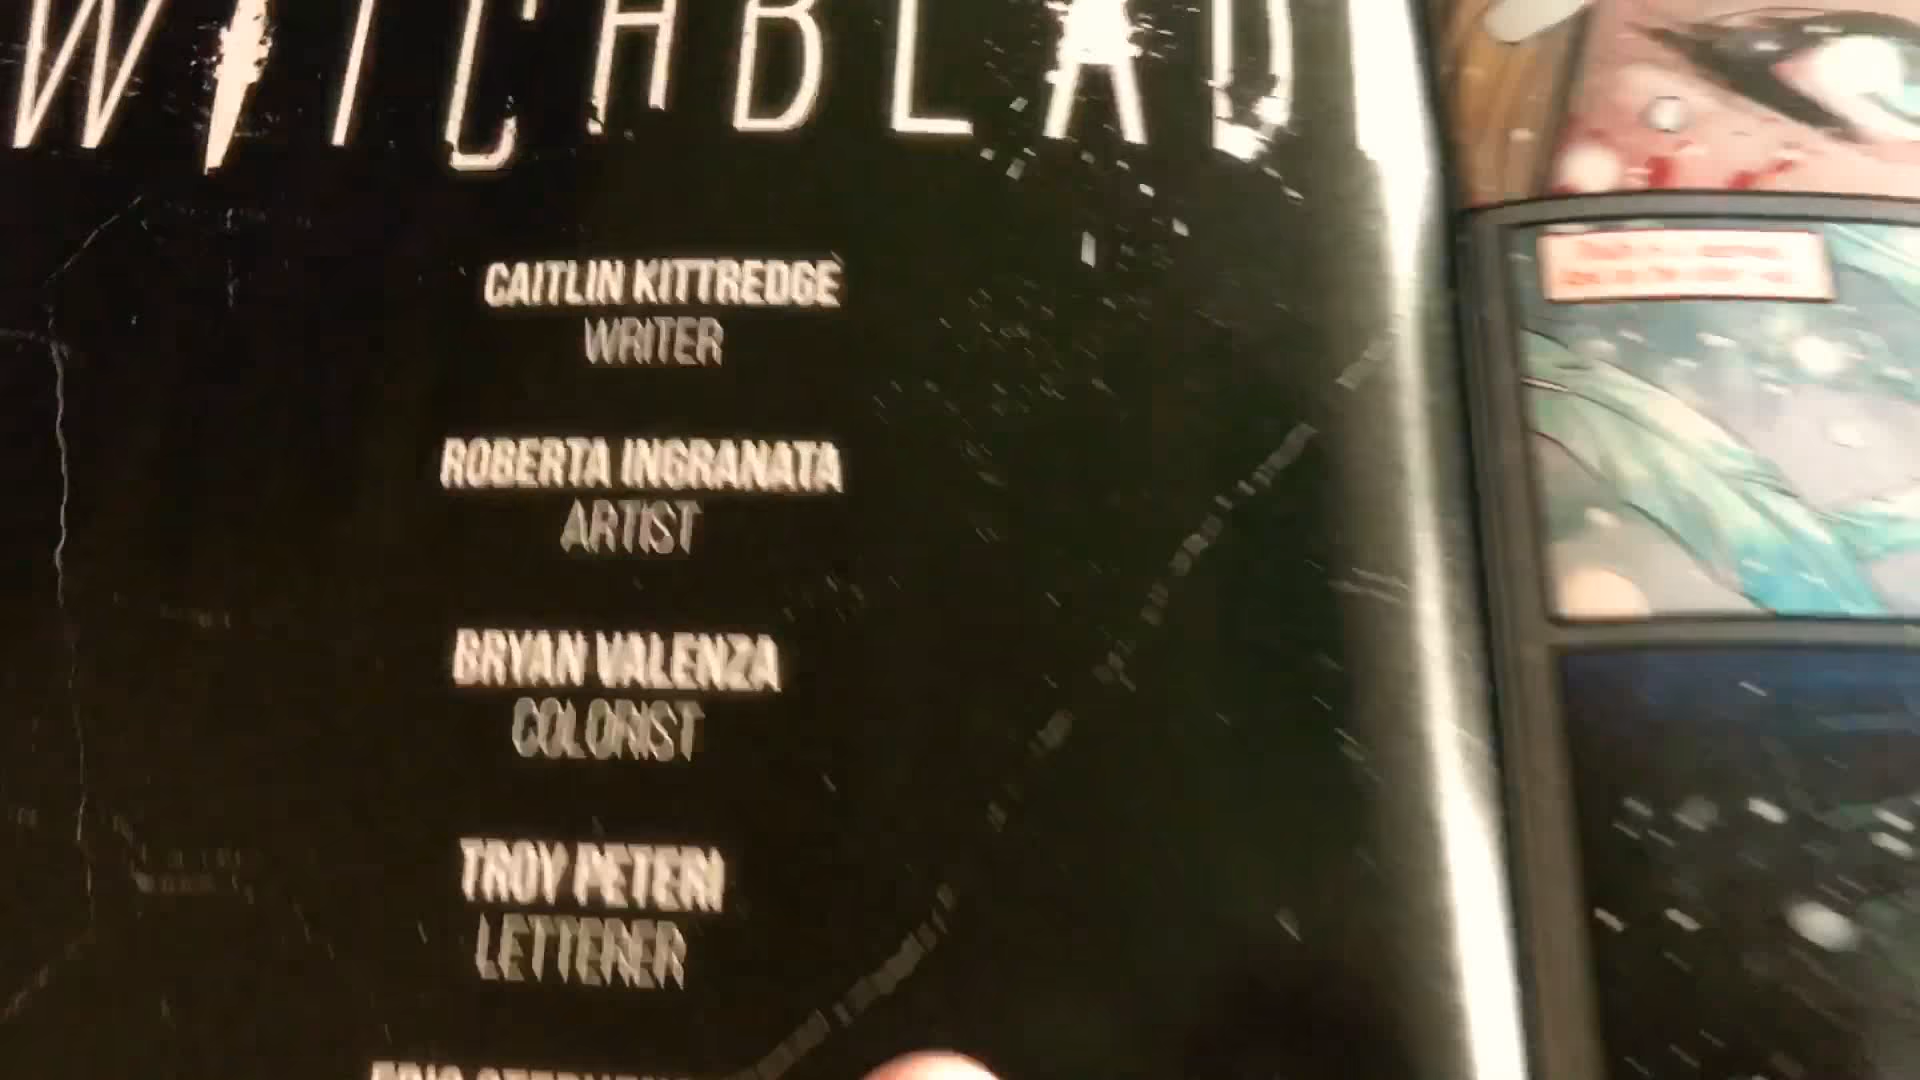 WITCHBLAD
CAITLIN KITTREDGE
WRITER
ROBERTA INGRANATA
ARTIST
BRYAN VALENZA
COLORIST
TROY PETERI
LETTERER